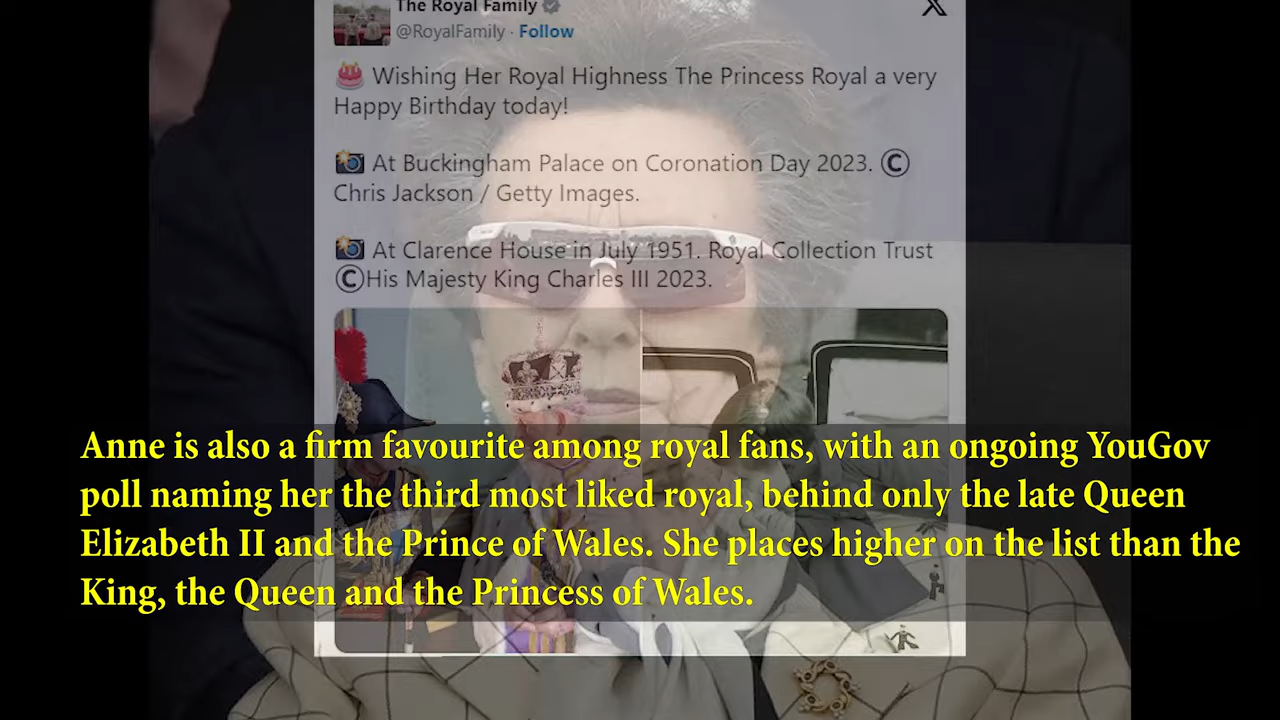 The Royal Family
@RoyalFamily · Follow
🎂 Wishing Her Royal Highness The Princess Royal a very
Happy Birthday today!
📸 At Buckingham Palace on Coronation Day 2023. ©
Chris Jackson / Getty Images.
📸 At Clarence House in July 1951. Royal Collection Trust
©His Majesty King Charles III 2023.
Anne is also a firm favourite among royal fans, with an ongoing YouGov
poll naming her the third most liked royal, behind only the late Queen
Elizabeth II and the Prince of Wales. She places higher on the list than the
King, the Queen and the Princess of Wales.